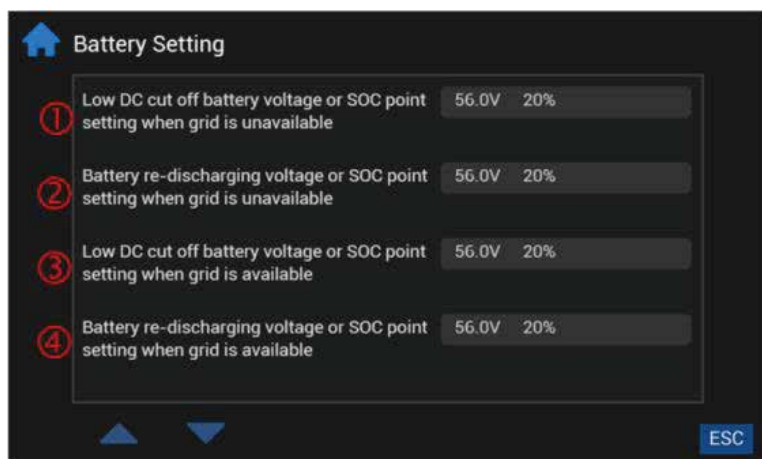 Battery Setting
① Low DC cut off battery voltage or SOC point 56.0V 20%
setting when grid is unavailable
② Battery re-discharging voltage or SOC point 56.0V 20%
setting when grid is unavailable
③ Low DC cut off battery voltage or SOC point 56.0V 20%
setting when grid is available
④ Battery re-discharging voltage or SOC point 56.0V 20%
setting when grid is available
ESC